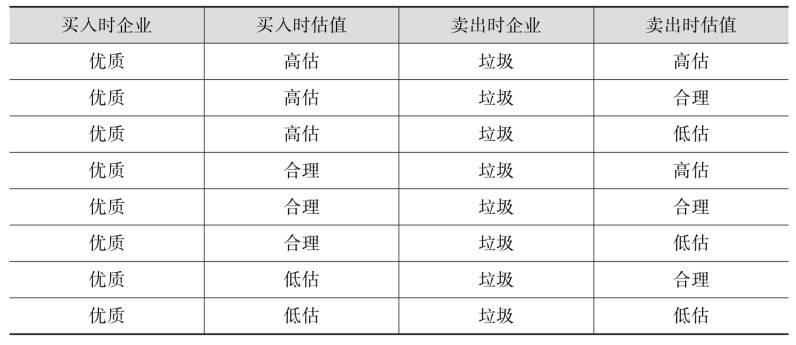 买入时企业 买入时估值 卖出时企业 卖出时估值
优质 高估 垃圾 高估
优质 高估 垃圾 合理
优质 高估 垃圾 低估
优质 合理 垃圾 高估
优质 合理 垃圾 合理
优质 合理 垃圾 低估
优质 低估 垃圾 合理
优质 低估 垃圾 低估